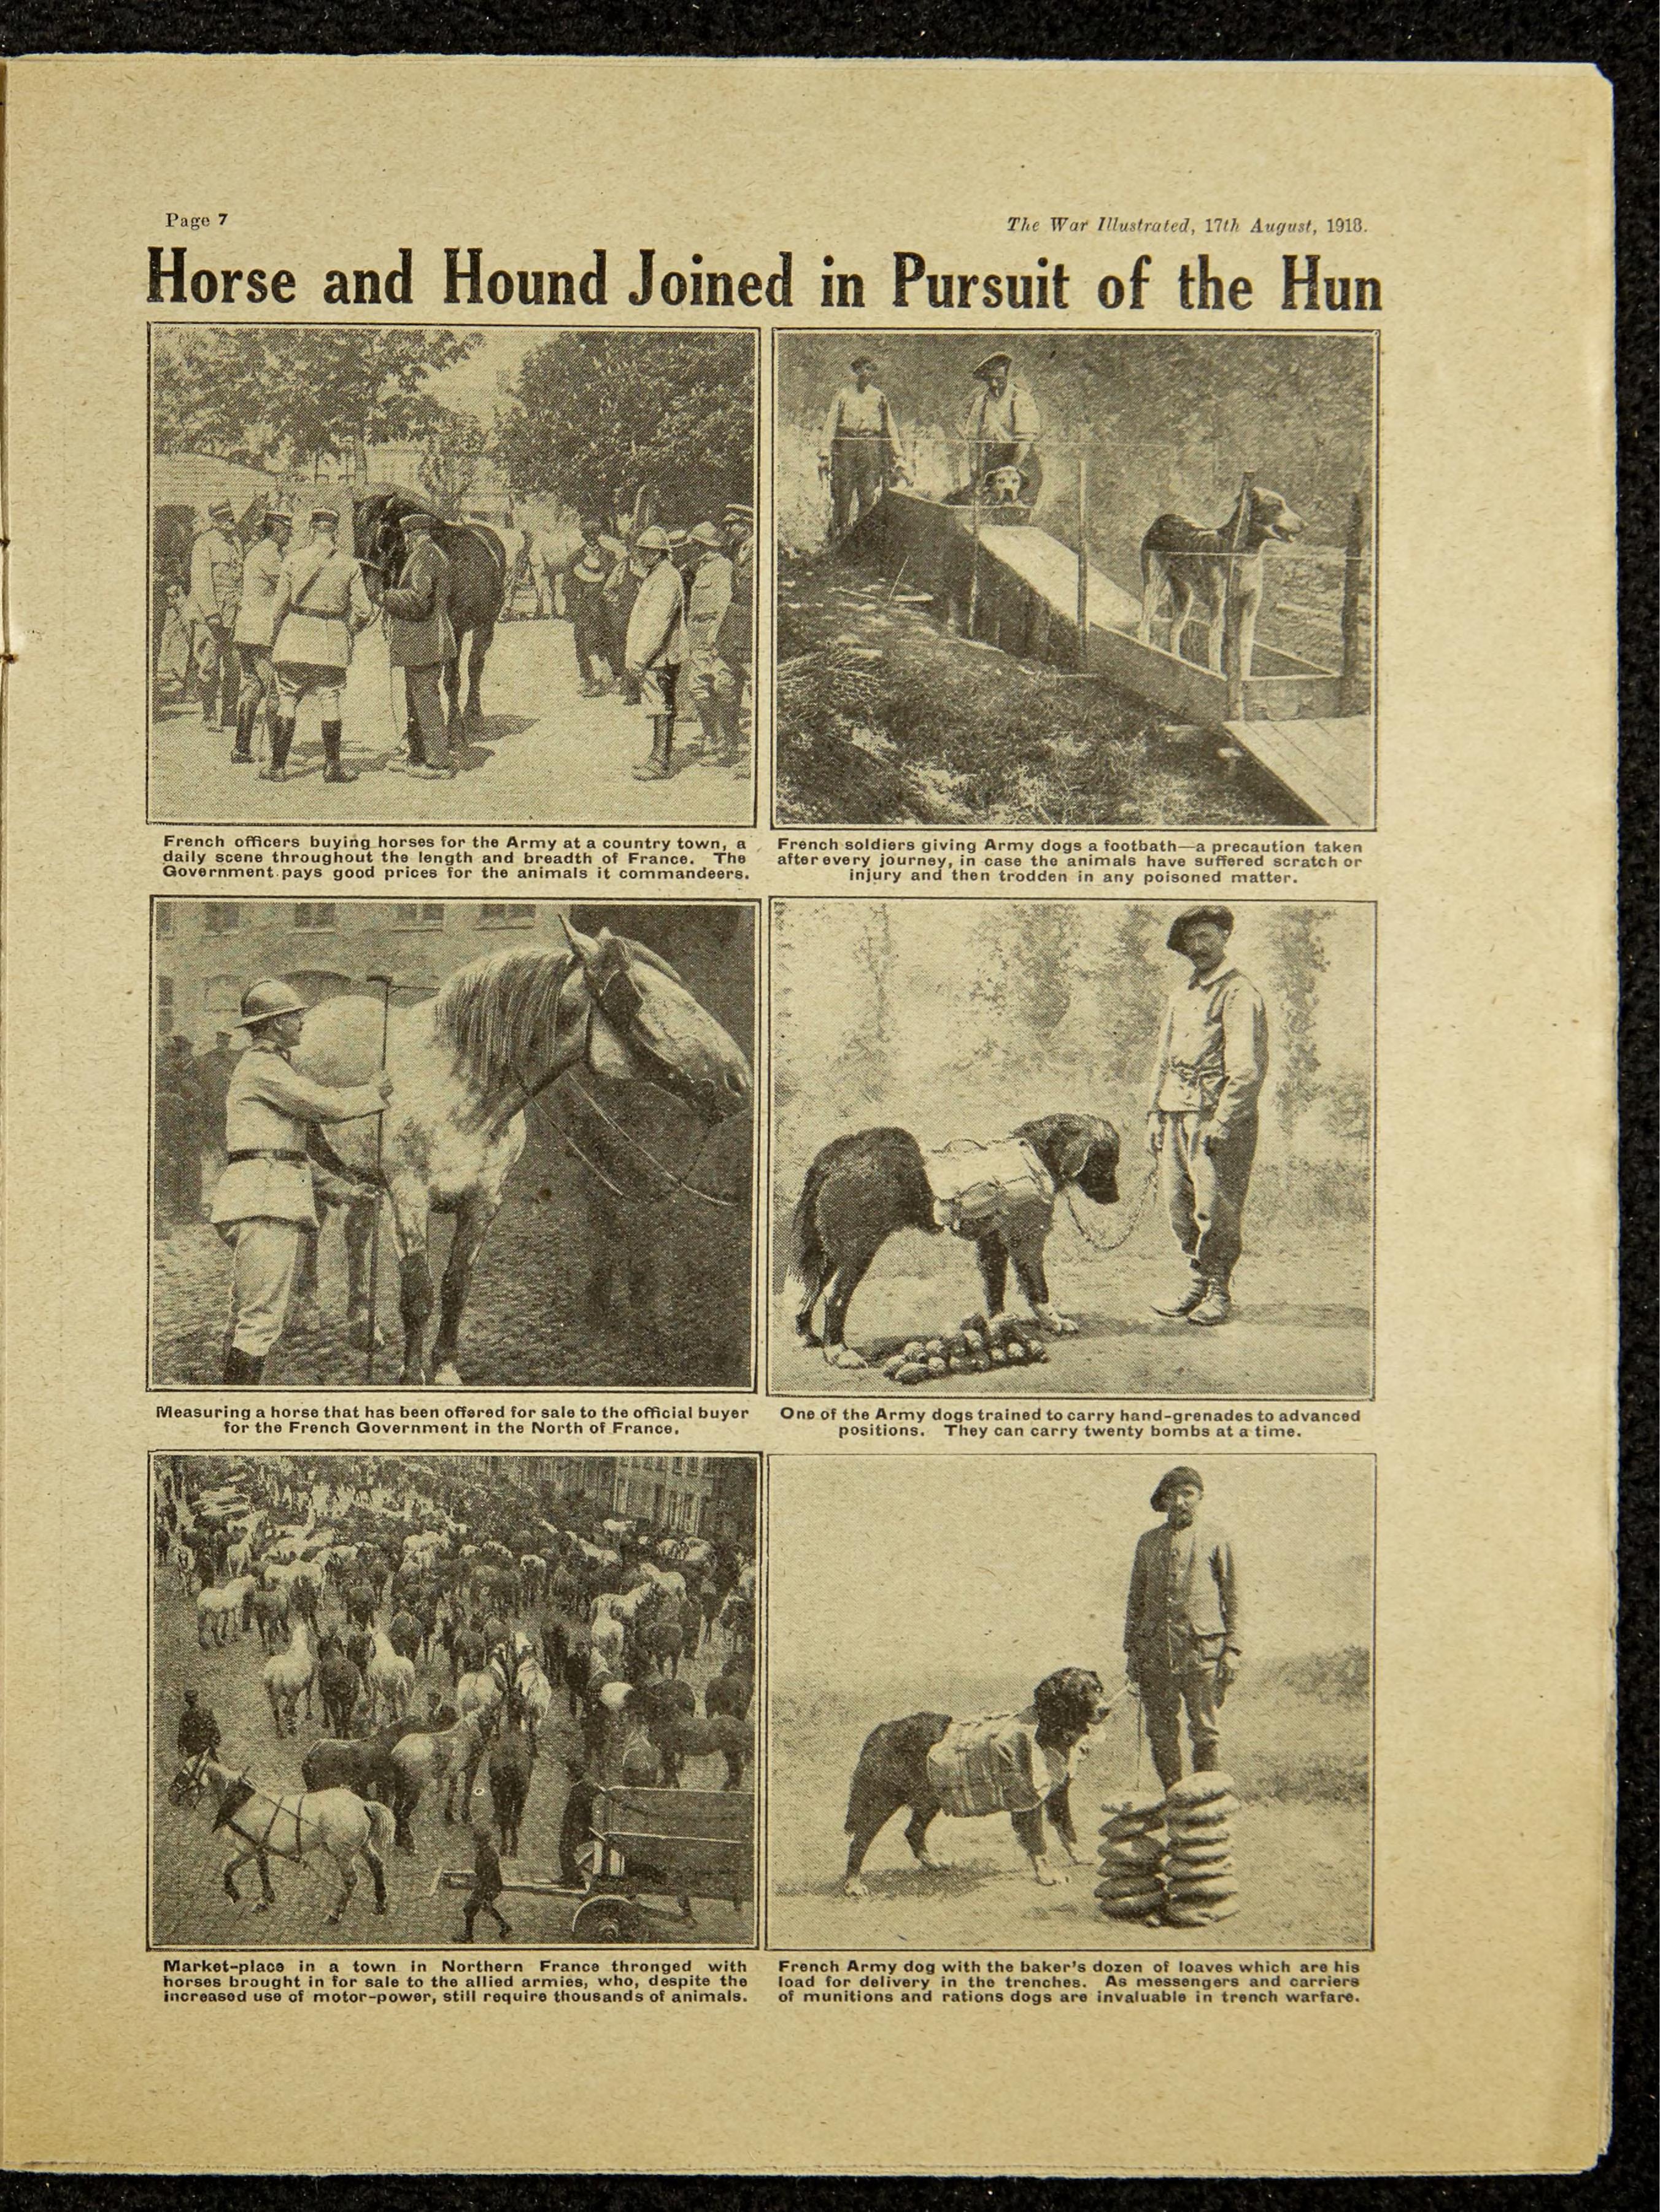 Page 7
The War Illustrated, 17th August, 1918.
Horse and Hound Joined in Pursuit of the Hun
French officers buying horses for the Army at a country town, a
daily scene throughout the length and breadth of France. The
Government pays good prices for the animals it commandeers.
French soldiers giving Army dogs a footbath—a precaution taken
after every journey, in case the animals have suffered scratch or
injury and then trodden in any poisoned matter.
Measuring a horse that has been offered for sale to the official buyer
for the French Government in the North of France.
One of the Army dogs trained to carry hand-grenades to advanced
positions. They can carry twenty bombs at a time.
Market-place in a town in Northern France thronged with
horses brought in for sale to the allied armies, who, despite the
increased use of motor-power, still require thousands of animals.
French Army dog with the baker's dozen of loaves which are his
load for delivery in the trenches. As messengers and carriers
of munitions and rations dogs are invaluable in trench warfare.